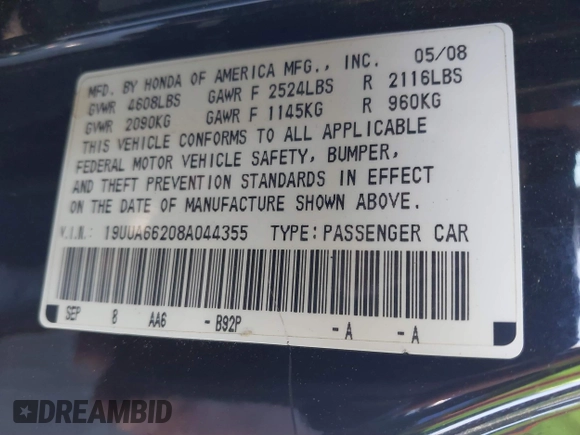 MFD. BY HONDA OF AMERICA MFG., INC. 05/08
GVWR 4608LBS GAWR F 2524LBS R 2116LBS
GVWR 2090KG GAWR F 1145KG R 960KG
THIS VEHICLE CONFORMS TO ALL APPLICABLE
FEDERAL MOTOR VEHICLE SAFETY, BUMPER,
AND THEFT PREVENTION STANDARDS IN EFFECT
ON THE DATE OF MANUFACTURE SHOWN ABOVE.
V.I.N.: 19UUA66208A044355 TYPE: PASSENGER CAR
SEP 8 AA6 - B92P -A -A
DREAMBID